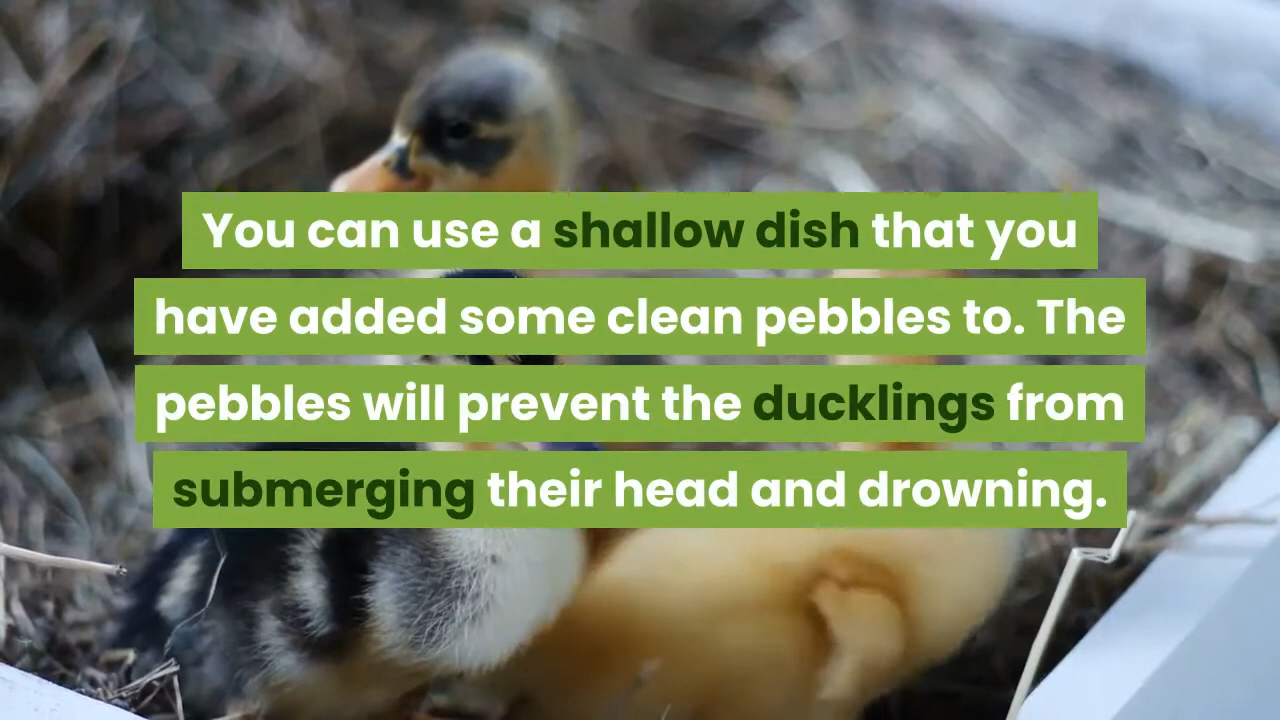 You can use a shallow dish that you
have added some clean pebbles to. The
pebbles will prevent the ducklings from
submerging their head and drowning.